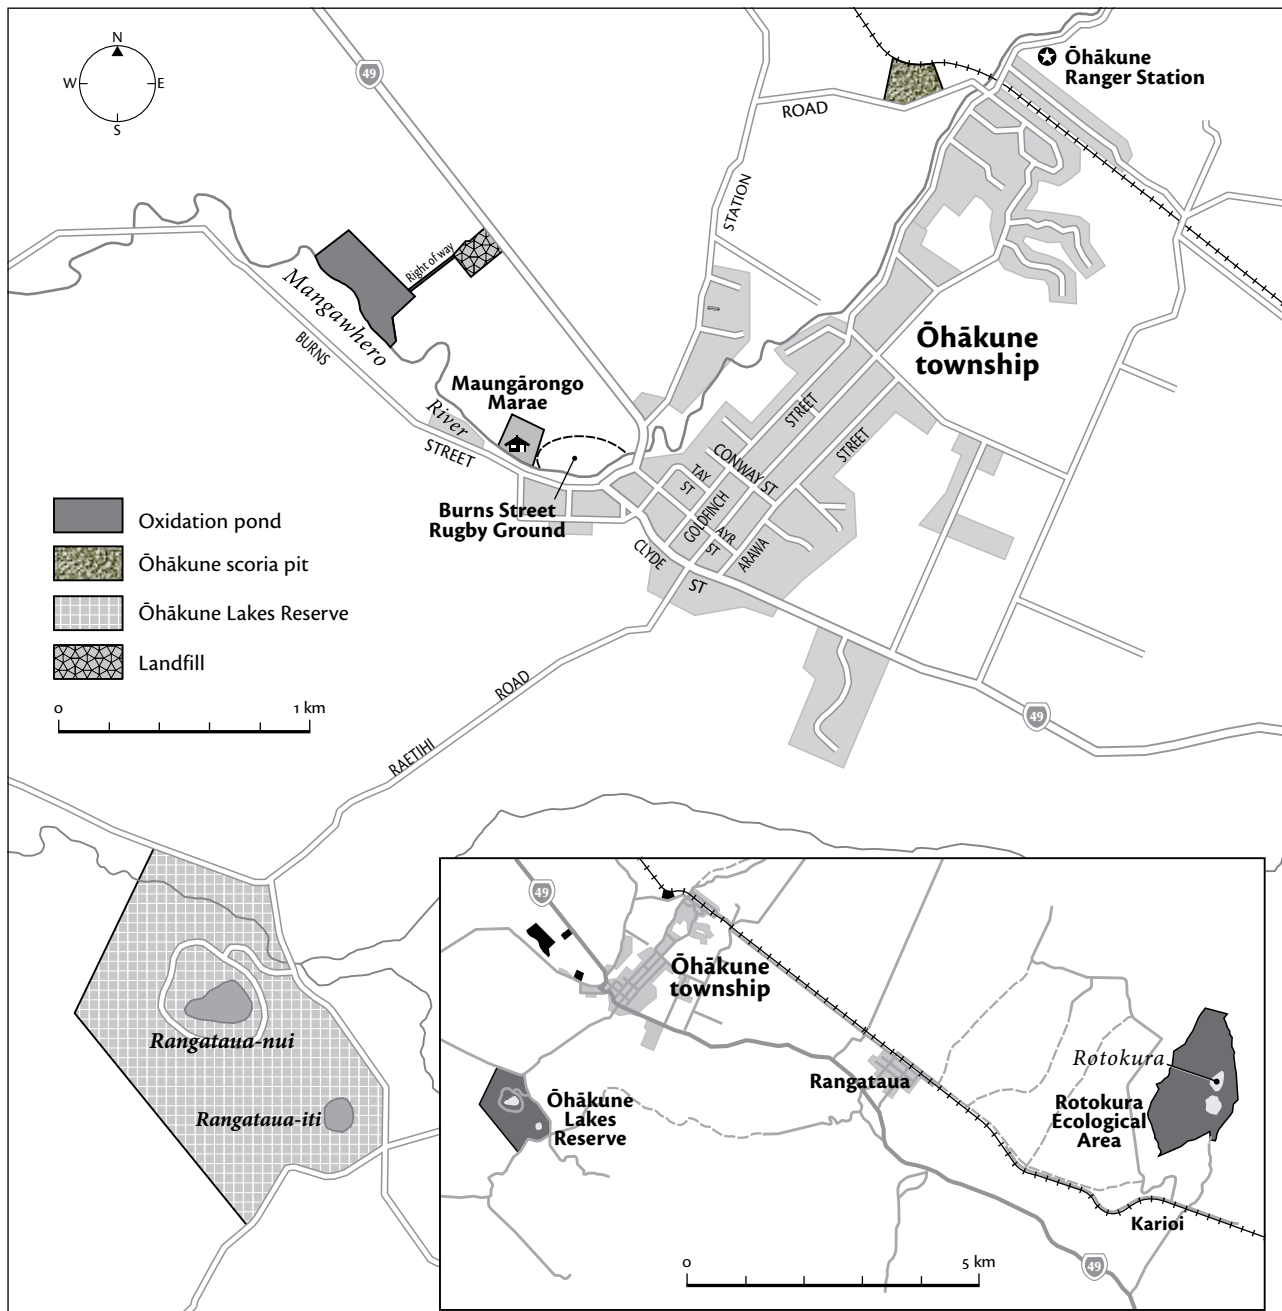 N
W
E
S
49
Ōhākune
Ranger Station
ROAD
STATION
Right of way
Mangawhero
River
BURNS
STREET
Maungārongo
Marae
Burns Street
Rugby Ground
Ōhākune
township
STREET
STREET
CONWAY ST
TAY
ST
GOLDFINCH
AYR
ST
ARAWA
CLYDE
ST
Oxidation pond
Ōhākune scoria pit
Ōhākune Lakes Reserve
Landfill
0
1 km
ROAD
RAETIHI
49
Rangataua-nui
Rangataua-iti
49
Ōhākune
township
Rangataua
Ōhākune
Lakes
Reserve
Rotokura
Rotokura
Ecological
Area
Karioi
49
0
5 km